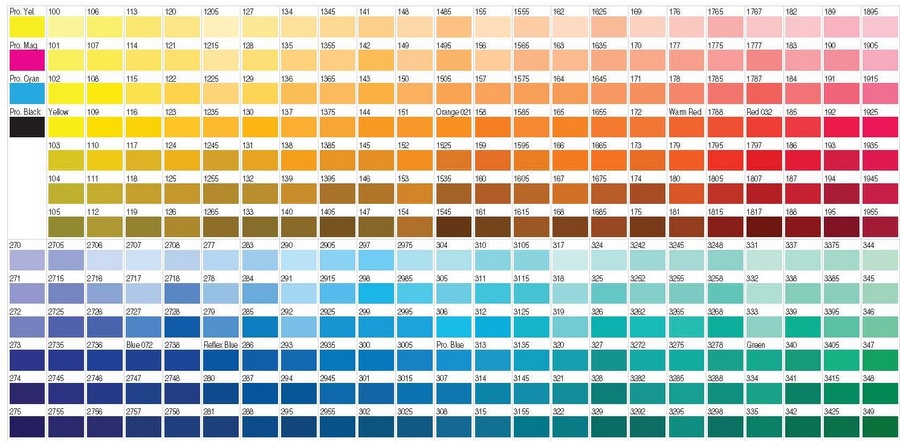 Pro. Yel. 100 106 113 120 1205 127 134 1345 141 148 1485 155 1555 162 1625 169 176 1765 1767 182 189 1895
Pro. Mag. 101 107 114 121 1215 128 135 1355 142 149 1495 156 1565 163 1635 170 177 1775 1777 183 190 1905
Pro. Cyan 102 108 115 122 1225 129 136 1365 143 150 1505 157 1575 164 1645 171 178 1785 1787 184 191 1915
Pro. Black Yellow 109 116 123 1235 130 137 1375 144 151 Orange 021 158 1585 165 1655 172 Warm Red 1788 Red 032 185 192 1925
103 110 117 124 1245 131 138 1385 145 152 1525 159 1595 166 1665 173 179 1795 1797 186 193 1935
104 111 118 125 1255 132 139 1395 146 153 1535 160 1605 167 1675 174 180 1805 1807 187 194 1945
105 112 119 126 1265 133 140 1405 147 154 1545 161 1615 168 1685 175 181 1815 1817 188 195 1955
270 2705 2706 2707 2708 277 283 290 2905 297 2975 304 310 3105 317 324 3242 3245 3248 331 337 3375 344
271 2715 2716 2717 2718 278 284 291 2915 298 2985 305 311 3115 318 325 3252 3255 3258 332 338 3385 345
272 2725 2726 2727 2728 279 285 292 2925 299 2995 306 312 3125 319 326 3262 3265 3268 333 339 3395 346
273 2735 2736 Blue 072 2738 Reflex Blue 286 293 2935 300 3005 Pro. Blue 313 3135 320 327 3272 3275 3278 Green 340 3405 347
274 2745 2746 2747 2748 280 287 294 2945 301 3015 307 314 3145 321 328 3282 3285 3288 334 341 3415 348
275 2755 2756 2757 2758 281 288 295 2955 302 3025 308 315 3155 322 329 3292 3295 3298 335 342 3425 349